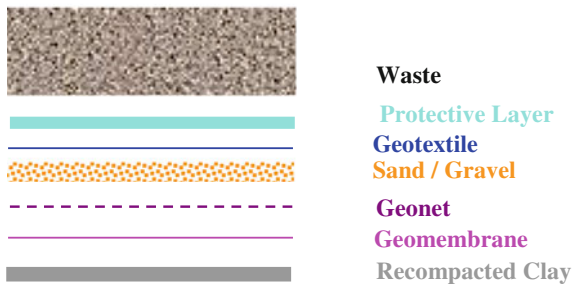 Waste
Protective Layer
Geotextile
Sand / Gravel
Geonet
Geomembrane
Recompacted Clay